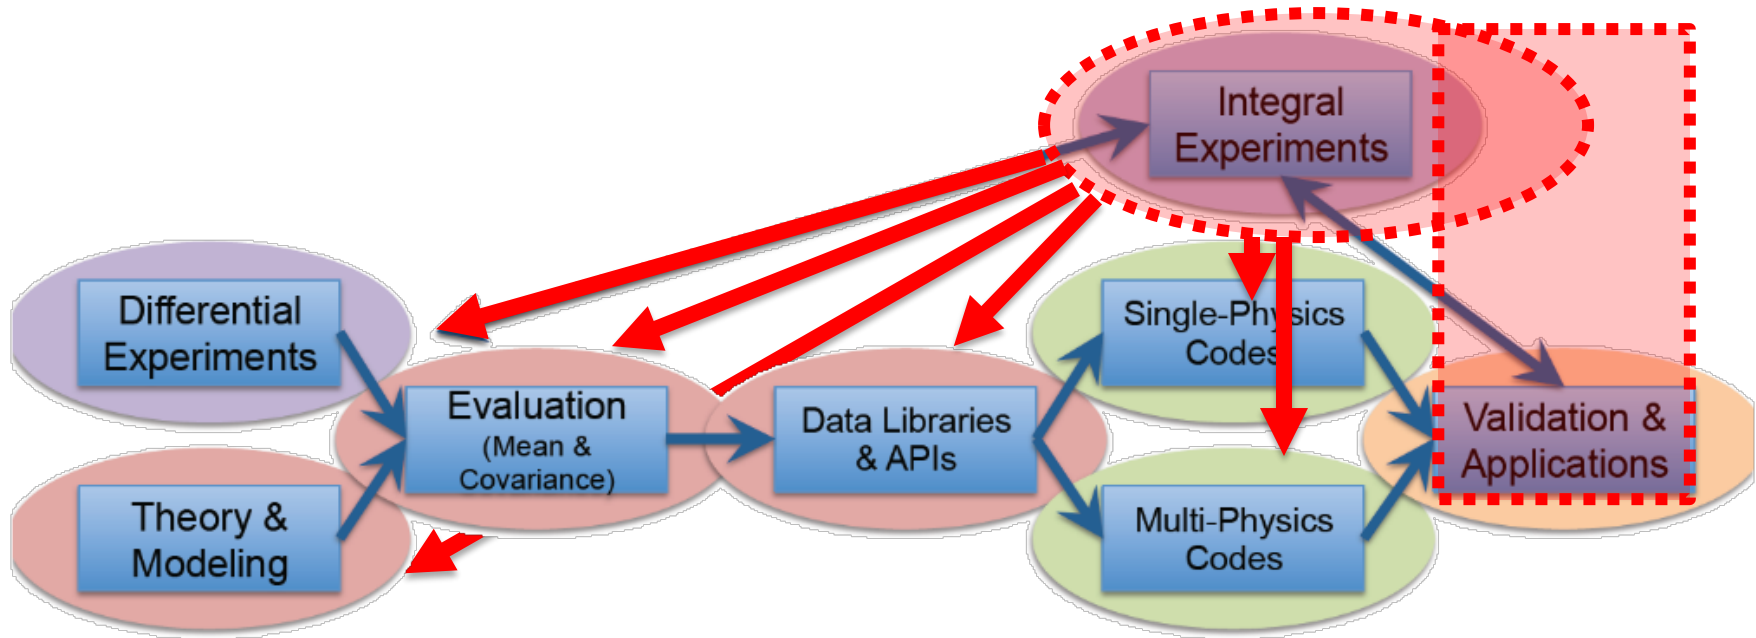 Integral
Experiments
Differential
Experiments
Single-Physics
Codes
Evaluation
(Mean &
Covariance)
Data Libraries
& APIs
Validation &
Applications
Theory &
Modeling
Multi-Physics
Codes